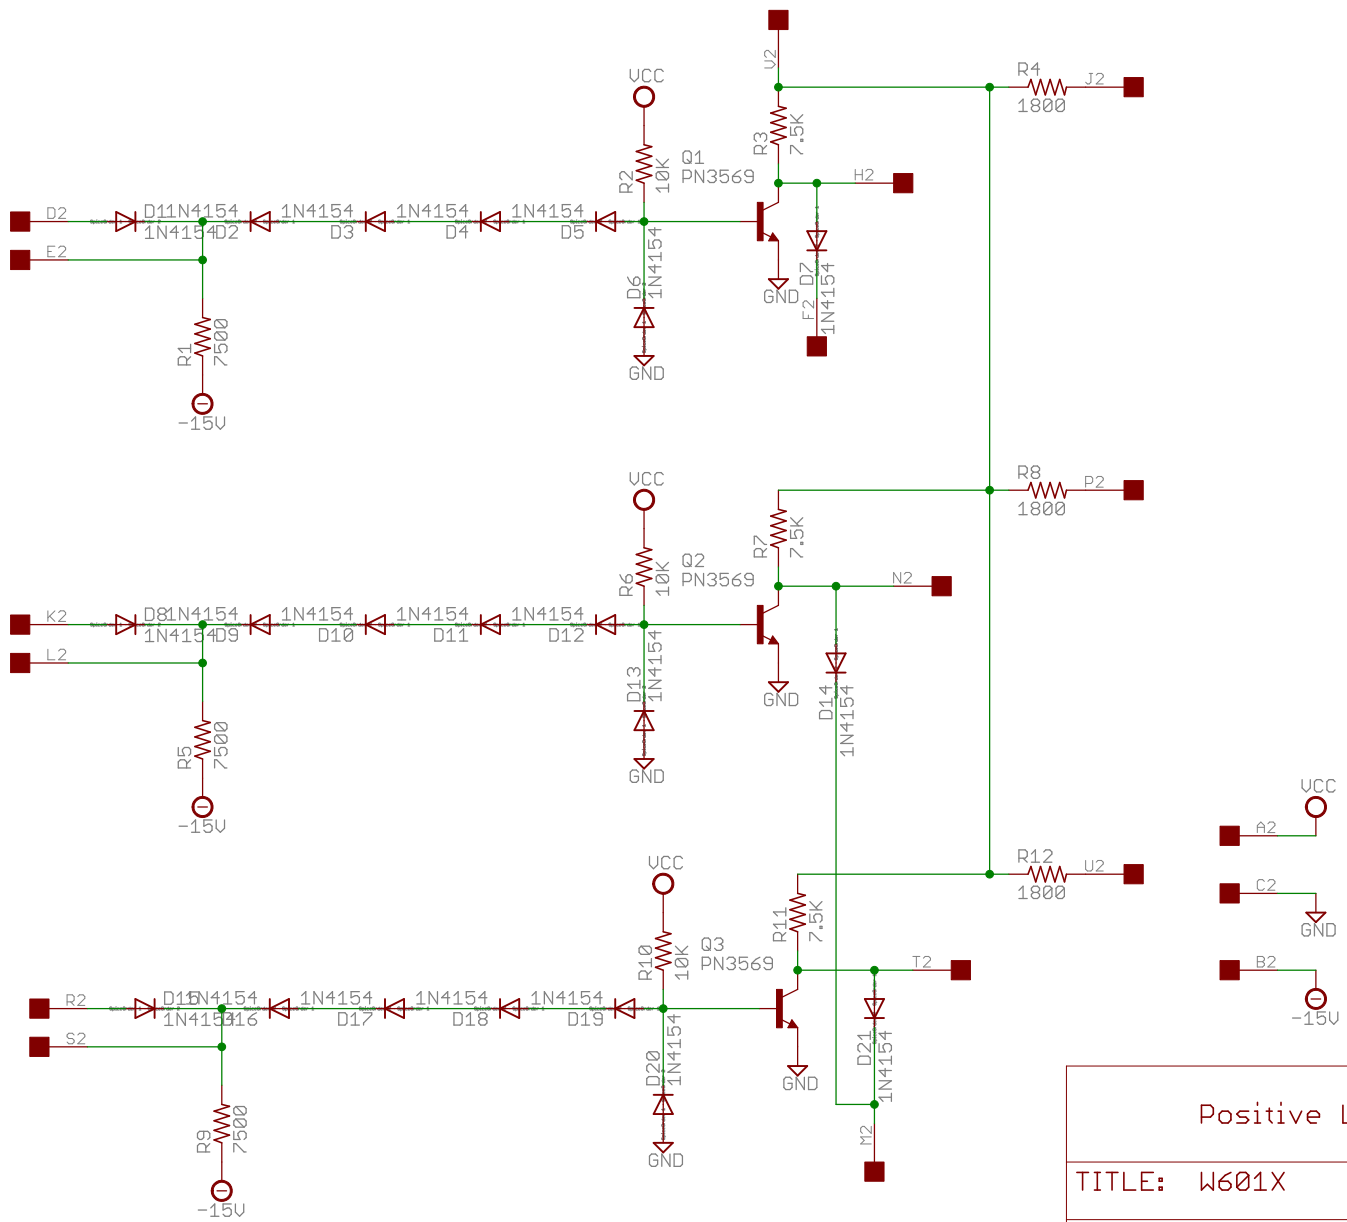 V2
R4
J2
1800
VCC
R3
7.5K
R2
10K
Q1
PN3569
H2
D2
D1
1N4154
1N4154
1N4154
1N4154
1N4154
D2
D3
D4
D5
E2
D6
1N4154
GND
D7
1N4154
F2
R1
7500
GND
-15V
R8
P2
1800
VCC
R7
7.5K
R6
10K
Q2
PN3569
N2
K2
D8
1N4154
1N4154
1N4154
1N4154
1N4154
D9
D10
D11
D12
L2
D13
1N4154
GND
D14
1N4154
R5
7500
GND
-15V
VCC
A2
R12
U2
1800
VCC
C2
GND
R11
7.5K
R10
10K
Q3
PN3569
T2
B2
-15V
R2
D15
1N4154
1N4154
1N4154
1N4154
1N4154
D16
D17
D18
D19
S2
D20
1N4154
GND
D21
1N4154
R9
7500
M2
GND
-15V
Positive L
TITLE: W601X